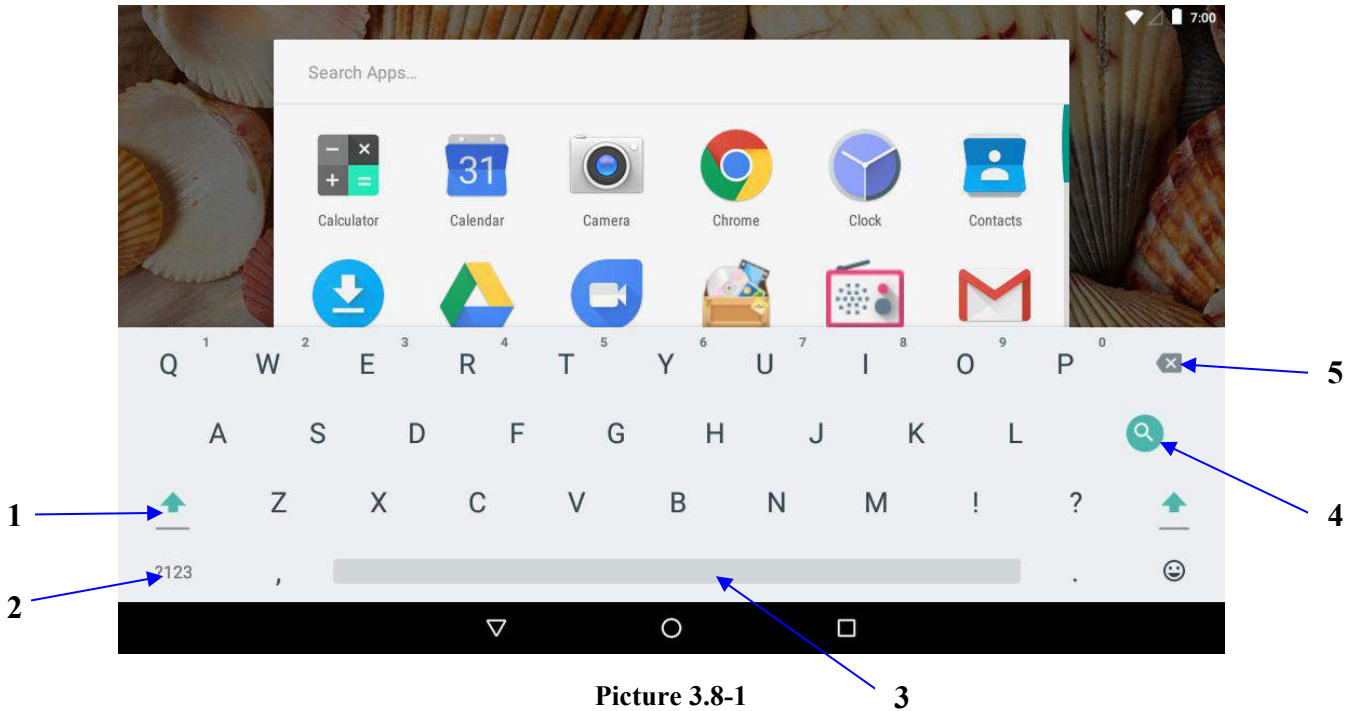 7:00
Search Apps...
31
Calculator Calendar Camera Chrome Clock Contacts
1 2 3 4 5 6 7 8 9 0
Q W E R T Y U I O P
5
A S D F G H J K L
4
1
Z X C V B N M ! ?
2
?123 , .
3
Picture 3.8-1